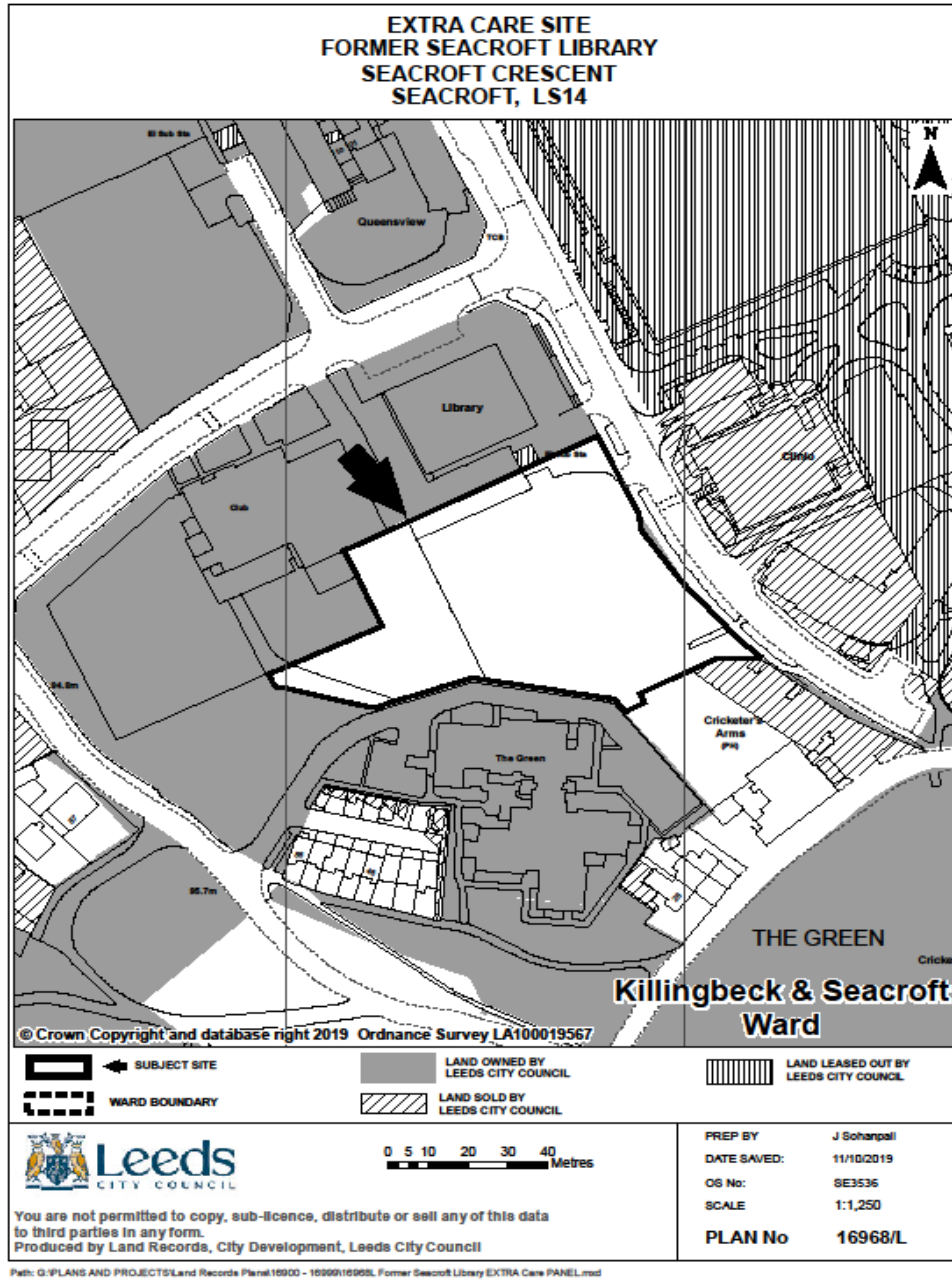 EXTRA CARE SITE
FORMER SEACROFT LIBRARY
SEACROFT CRESCENT
SEACROFT, LS14
El Sub Sta
N
Queensview
TCB
Library
Sub Sta
Clinic
Club
94.8m
Cricketer's
Arms
(PH)
The Green
95.7m
THE GREEN
Cricke
Killingbeck & Seacroft
Ward
© Crown Copyright and database right 2019 Ordnance Survey LA100019567
SUBJECT SITE
LAND OWNED BY
LEEDS CITY COUNCIL
LAND LEASED OUT BY
LEEDS CITY COUNCIL
WARD BOUNDARY
LAND SOLD BY
LEEDS CITY COUNCIL
Leeds
CITY COUNCIL
0 5 10 20 30 40
Metres
PREP BY J Sohanpall
DATE SAVED: 11/10/2019
OS No: SE3536
SCALE 1:1,250
PLAN No 16968/L
You are not permitted to copy, sub-licence, distribute or sell any of this data
to third parties in any form.
Produced by Land Records, City Development, Leeds City Council
Path: G:\PLANS AND PROJECTS\Land Records Plans\16900 - 16999\16968L Former Seacroft Library EXTRA Care PANEL.mxd